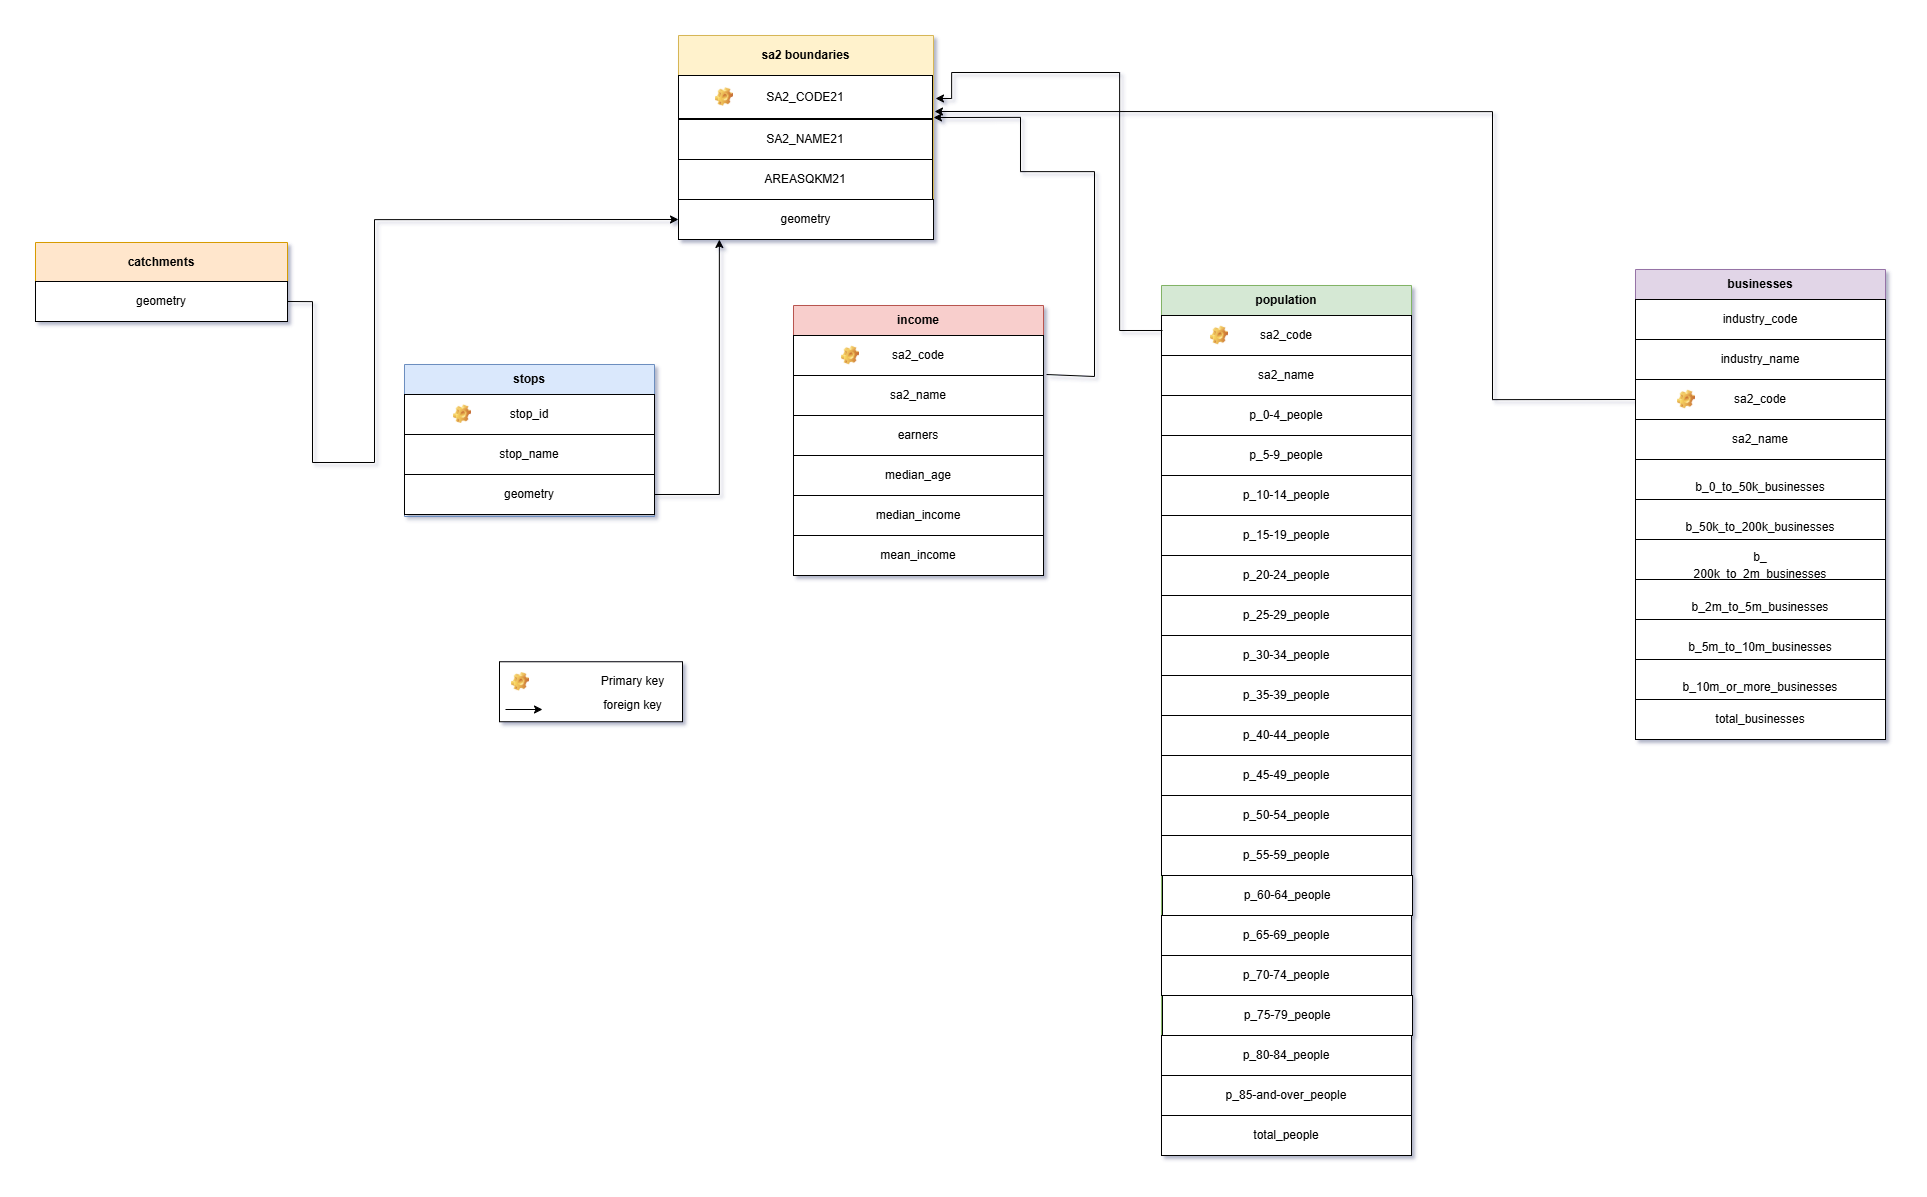 sa2 boundaries
SA2_CODE21
SA2_NAME21
AREASQKM21
geometry
catchments
geometry
stops
stop_id
stop_name
geometry
income
sa2_code
sa2_name
earners
median_age
median_income
mean_income
population
sa2_code
sa2_name
p_0-4_people
p_5-9_people
p_10-14_people
p_15-19_people
p_20-24_people
p_25-29_people
p_30-34_people
p_35-39_people
p_40-44_people
p_45-49_people
p_50-54_people
p_55-59_people
p_60-64_people
p_65-69_people
p_70-74_people
p_75-79_people
p_80-84_people
p_85-and-over_people
total_people
businesses
industry_code
industry_name
sa2_code
sa2_name
b_0_to_50k_businesses
b_50k_to_200k_businesses
b_
200k_to_2m_businesses
b_2m_to_5m_businesses
b_5m_to_10m_businesses
b_10m_or_more_businesses
total_businesses
Primary key
foreign key